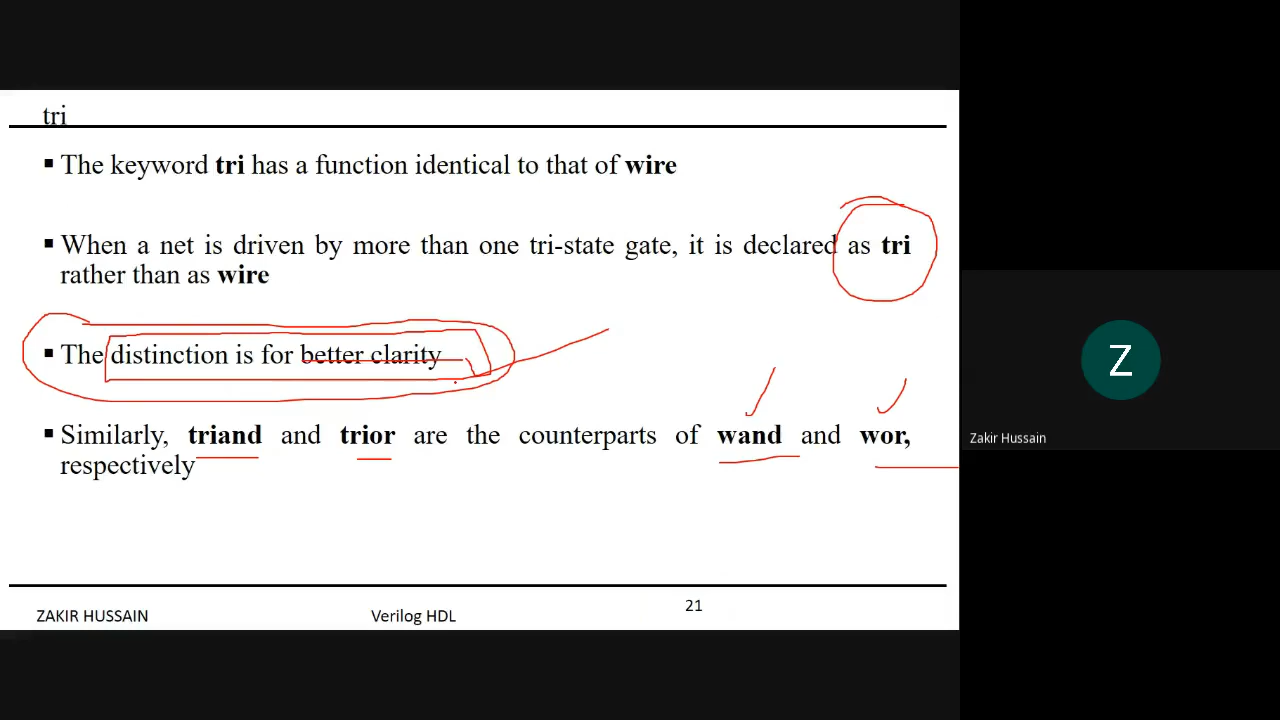 tri
▪ The keyword tri has a function identical to that of wire
▪ When a net is driven by more than one tri-state gate, it is declared as tri
rather than as wire
▪ The distinction is for better clarity
▪ Similarly, triand and trior are the counterparts of wand and wor,
respectively
ZAKIR HUSSAIN
Verilog HDL
21
Z
Zakir Hussain